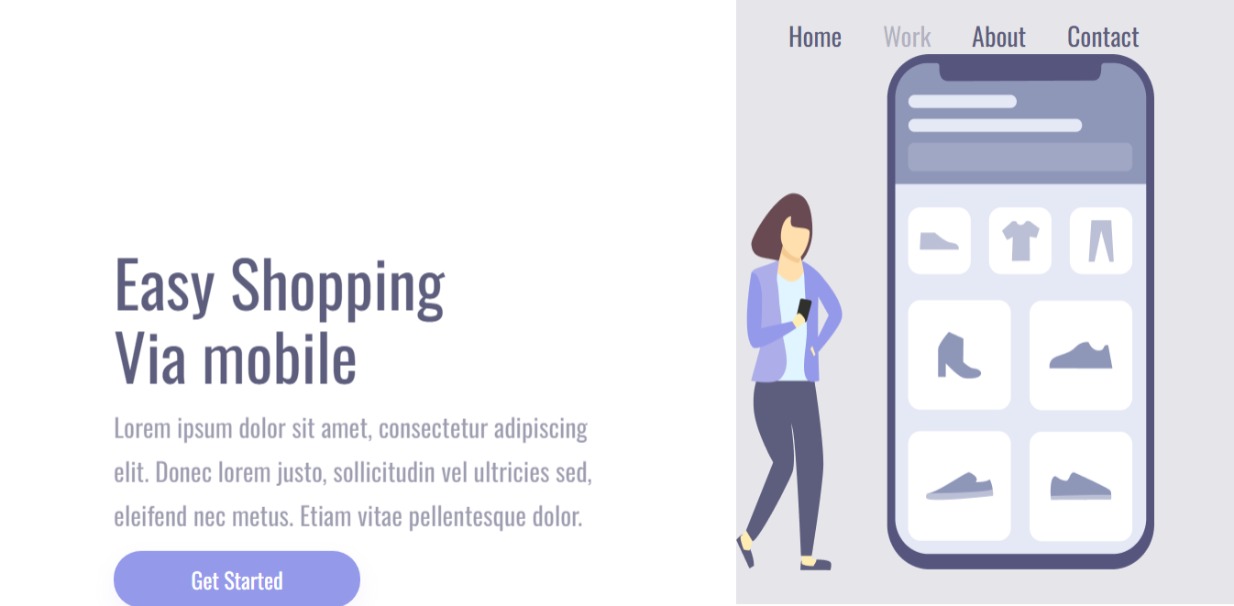 Home Work About Contact
Easy Shopping
Via mobile
Lorem ipsum dolor sit amet, consectetur adipiscing
elit. Donec lorem justo, sollicitudin vel ultricies sed,
eleifend nec metus. Etiam vitae pellentesque dolor.
Get Started